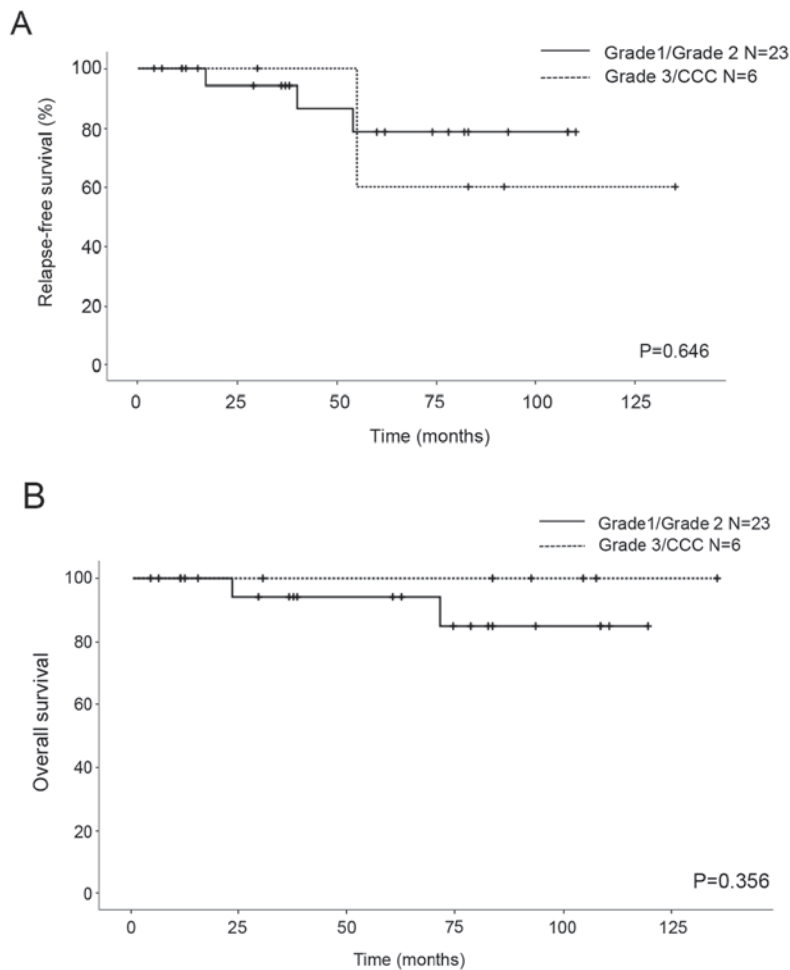 A
Grade1/Grade 2 N=23
Grade 3/CCC N=6
Relapse-free survival (%)
100
80
60
40
20
0
P=0.646
0 25 50 75 100 125
Time (months)
B
Grade1/Grade 2 N=23
Grade 3/CCC N=6
Overall survival
100
80
60
40
20
0
P=0.356
0 25 50 75 100 125
Time (months)